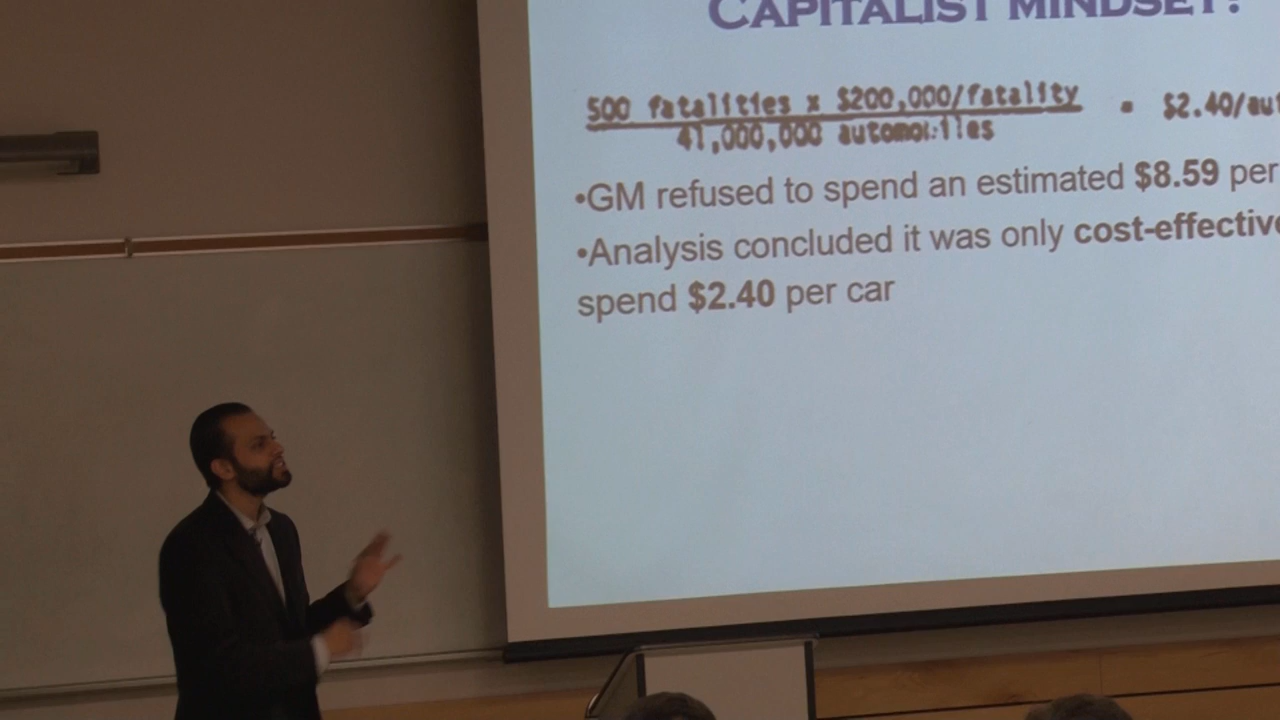 CAPITALIST MINDSET?
500 fatalities x $200,000/fatality = $2.40/aut
41,000,000 automobiles
•GM refused to spend an estimated $8.59 per
•Analysis concluded it was only cost-effective
spend $2.40 per car